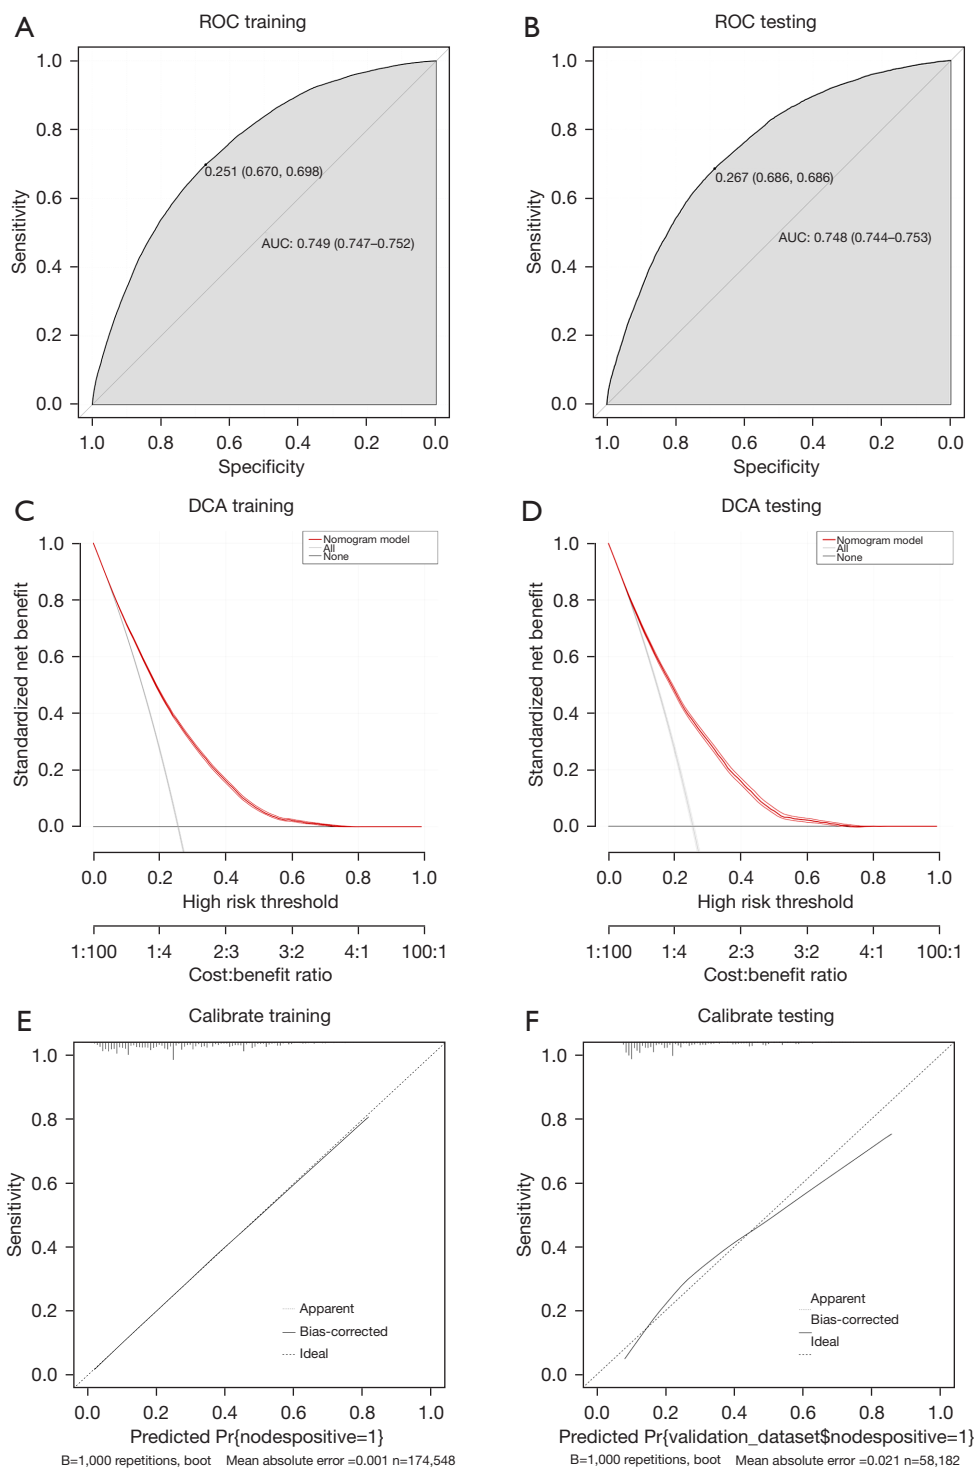 A
ROC training
Sensitivity
1.0
0.8
0.6
0.4
0.2
0.0
0.251 (0.670, 0.698)
AUC: 0.749 (0.747–0.752)
1.0 0.8 0.6 0.4 0.2 0.0
Specificity
B
ROC testing
Sensitivity
1.0
0.8
0.6
0.4
0.2
0.0
0.267 (0.686, 0.686)
AUC: 0.748 (0.744–0.753)
1.0 0.8 0.6 0.4 0.2 0.0
Specificity
C
DCA training
Standardized net benefit
1.0
0.8
0.6
0.4
0.2
0.0
Nomogram model
All
None
0.0 0.2 0.4 0.6 0.8 1.0
High risk threshold
1:100 1:4 2:3 3:2 4:1 100:1
Cost:benefit ratio
D
DCA testing
Standardized net benefit
1.0
0.8
0.6
0.4
0.2
0.0
Nomogram model
All
None
0.0 0.2 0.4 0.6 0.8 1.0
High risk threshold
1:100 1:4 2:3 3:2 4:1 100:1
Cost:benefit ratio
E
Calibrate training
Sensitivity
1.0
0.8
0.6
0.4
0.2
0.0
Apparent
Bias-corrected
Ideal
0.0 0.2 0.4 0.6 0.8 1.0
Predicted Pr{nodespositive=1}
B=1,000 repetitions, boot Mean absolute error =0.001 n=174,548
F
Calibrate testing
Sensitivity
1.0
0.8
0.6
0.4
0.2
0.0
Apparent
Bias-corrected
Ideal
0.0 0.2 0.4 0.6 0.8 1.0
Predicted Pr{validation_dataset$nodespositive=1}
B=1,000 repetitions, boot Mean absolute error =0.021 n=58,182